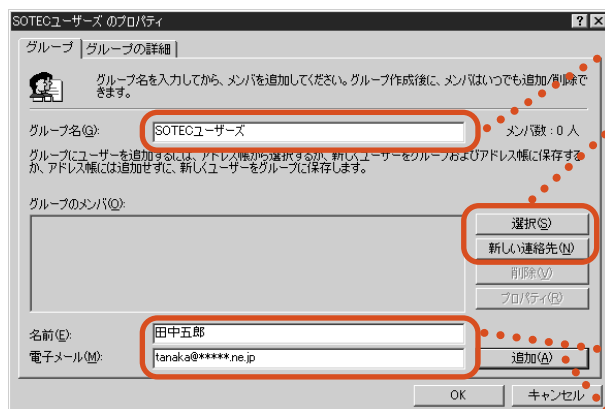 SOTECユーザーズ のプロパティ
グループ グループの詳細
グループ名を入力してから、メンバを追加してください。グループ作成後に、メンバはいつでも追加/削除で
きます。
グループ名(G): SOTECユーザーズ メンバ数 : 0 人
グループにユーザーを追加するには、アドレス帳から選択するか、新しいユーザーをグループおよびアドレス帳に保存する
か、アドレス帳には追加せずに、新しくユーザーをグループに保存します。
グループのメンバ(O):
選択(S)
新しい連絡先(N)
削除(V)
プロパティ(R)
名前(E): 田中五郎
電子メール(M): tanaka@*****.ne.jp 追加(A)
OK キャンセル